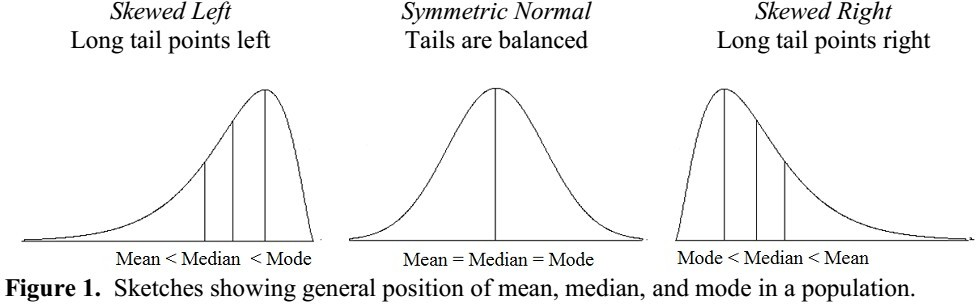 Skewed Left
Long tail points left
Symmetric Normal
Tails are balanced
Skewed Right
Long tail points right
Mean < Median < Mode
Mean = Median = Mode
Mode < Median < Mean
Figure 1. Sketches showing general position of mean, median, and mode in a population.